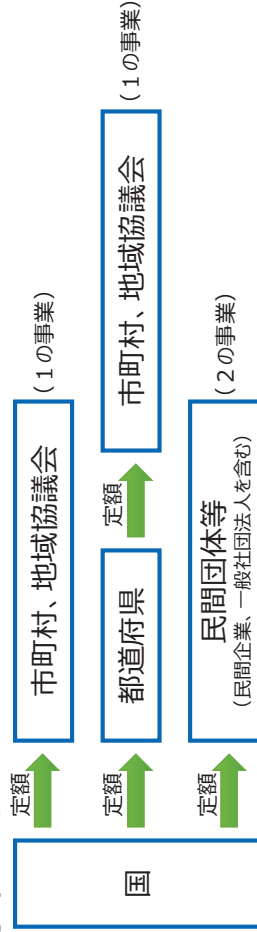 国
定額
市町村、地域協議会
（１の事業）
定額
都道府県
定額
市町村、地域協議会
（１の事業）
定額
民間団体等
（民間企業、一般社団法人を含む）
（２の事業）